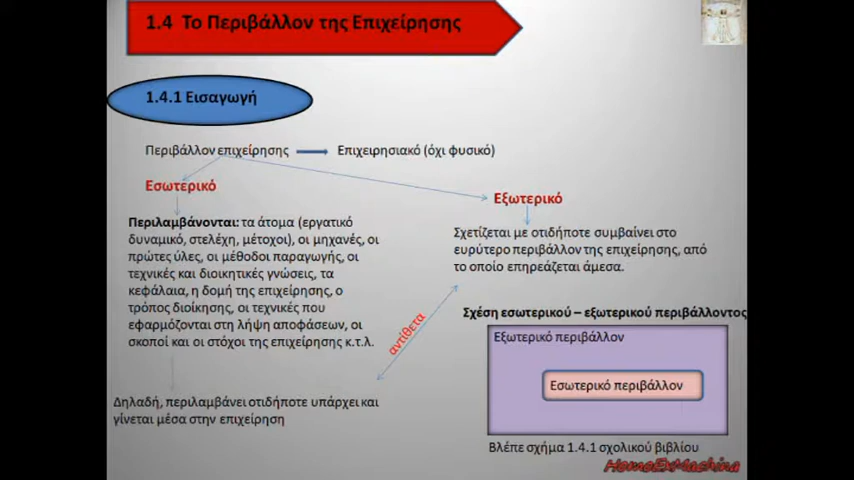 1.4 Το Περιβάλλον της Επιχείρησης
1.4.1 Εισαγωγή
Περιβάλλον επιχείρησης
Επιχειρησιακό (όχι φυσικό)
Εσωτερικό
Εξωτερικό
Περιλαμβάνονται: τα άτομα (εργατικό
δυναμικό, στελέχη, μέτοχοι), οι μηχανές, οι
πρώτες ύλες, οι μέθοδοι παραγωγής, οι
τεχνικές και διοικητικές γνώσεις, τα
κεφάλαια, η δομή της επιχείρησης, ο
τρόπος διοίκησης, οι τεχνικές που
εφαρμόζονται στη λήψη αποφάσεων, οι
σκοποί και οι στόχοι της επιχείρησης κ.τ.λ.
Σχετίζεται με οτιδήποτε συμβαίνει στο
ευρύτερο περιβάλλον της επιχείρησης, από
το οποίο επηρεάζεται άμεσα.
αντίθετα
Σχέση εσωτερικού – εξωτερικού περιβάλλοντος
Εξωτερικό περιβάλλον
Εσωτερικό περιβάλλον
Δηλαδή, περιλαμβάνει οτιδήποτε υπάρχει και
γίνεται μέσα στην επιχείρηση
Βλέπε σχήμα 1.4.1 σχολικού βιβλίου
HomoExMachina